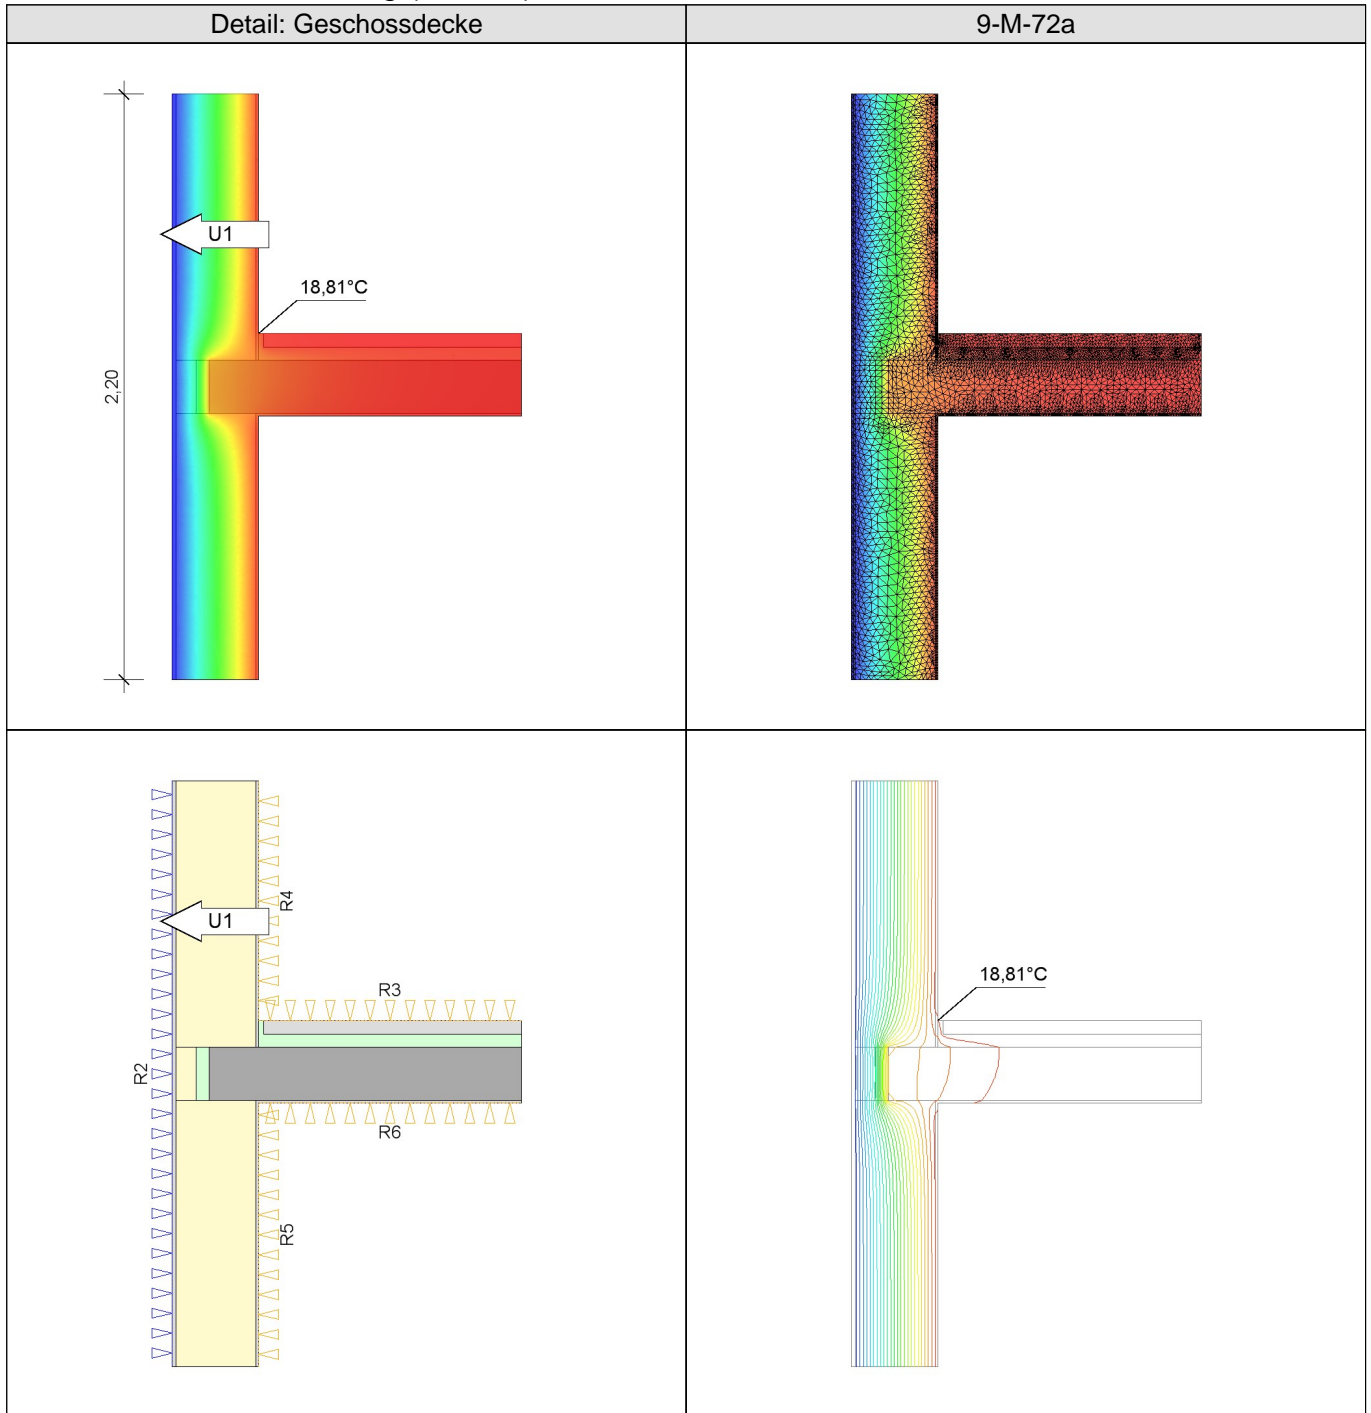 Detail: Geschossdecke
9-M-72a
2,20
U1
18,81°C
R4
U1
R3
R2
R6
R5
18,81°C